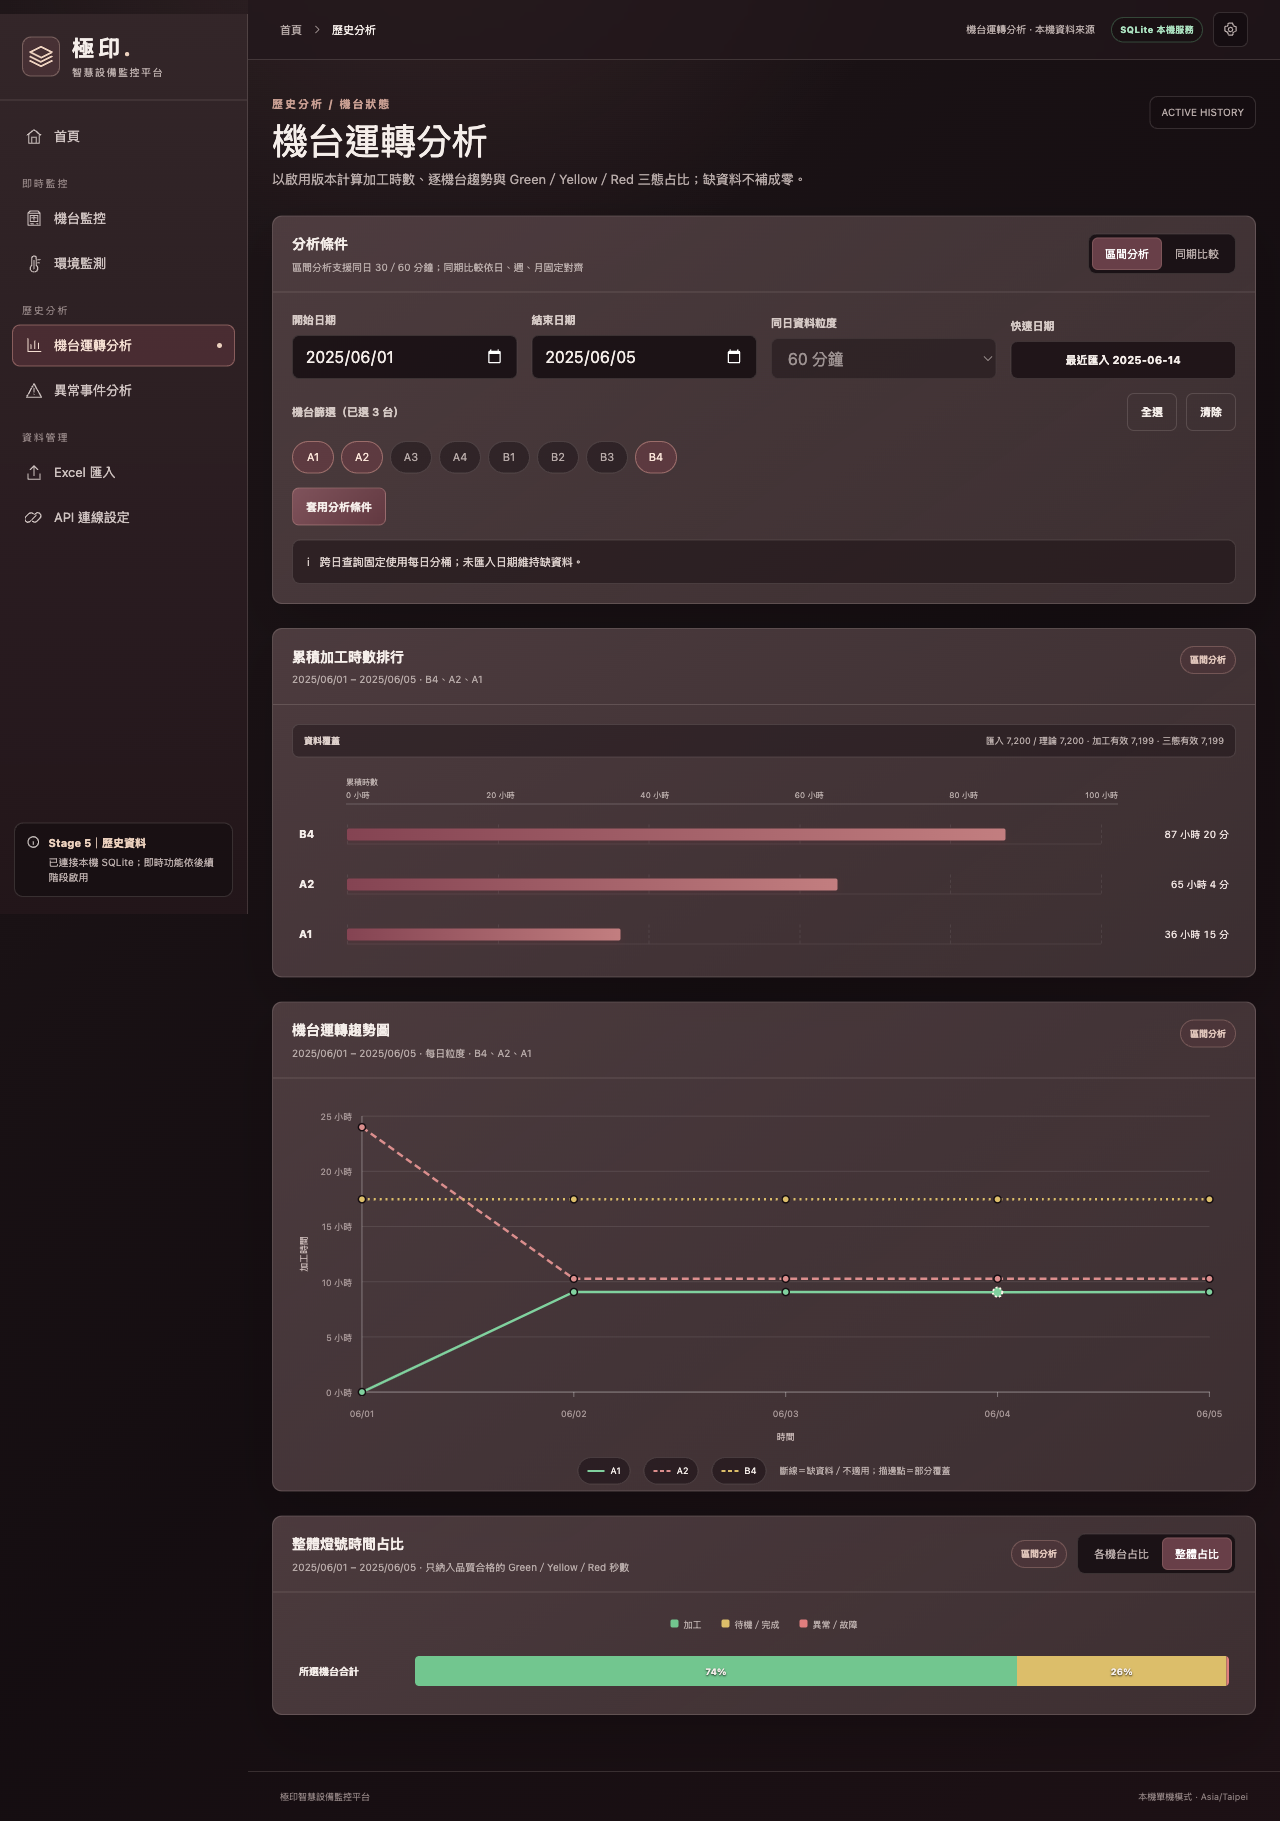 極印.
智慧設備監控平台
首頁
即時監控
機台監控
環境監測
歷史分析
機台運轉分析
異常事件分析
資料管理
Excel 匯入
API 連線設定
Stage 5｜歷史資料
已連接本機 SQLite；即時功能依後續
階段啟用
首頁 > 歷史分析
機台運轉分析 · 本機資料來源
SQLite 本機服務
歷史分析 / 機台狀態
機台運轉分析
以啟用版本計算加工時數、逐機台趨勢與 Green / Yellow / Red 三態占比；缺資料不補成零。
ACTIVE HISTORY
分析條件
區間分析支援同日 30 / 60 分鐘；同期比較依日、週、月固定對齊
區間分析 同期比較
開始日期 結束日期 同日資料粒度 快速日期
2025/06/01 2025/06/05 60 分鐘 最近匯入 2025-06-14
機台篩選（已選 3 台）
全選 清除
A1 A2 A3 A4 B1 B2 B3 B4
套用分析條件
i 跨日查詢固定使用每日分桶；未匯入日期維持缺資料。
累積加工時數排行
2025/06/01 – 2025/06/05 · B4、A2、A1
區間分析
資料覆蓋 匯入 7,200 / 理論 7,200 · 加工有效 7,199 · 三態有效 7,199
累積時數
0 小時 20 小時 40 小時 60 小時 80 小時 100 小時
B4 87 小時 20 分
A2 65 小時 4 分
A1 36 小時 15 分
機台運轉趨勢圖
2025/06/01 – 2025/06/05 · 每日粒度 · B4、A2、A1
區間分析
25 小時
20 小時
15 小時
10 小時
5 小時
0 小時
加工時間
06/01 06/02 06/03 06/04 06/05
時間
A1 A2 B4 斷線＝缺資料 / 不適用；描邊點＝部分覆蓋
整體燈號時間占比
2025/06/01 – 2025/06/05 · 只納入品質合格的 Green / Yellow / Red 秒數
區間分析 各機台占比 整體占比
加工 待機 / 完成 異常 / 故障
所選機台合計 74% 26%
極印智慧設備監控平台
本機單機模式 · Asia/Taipei